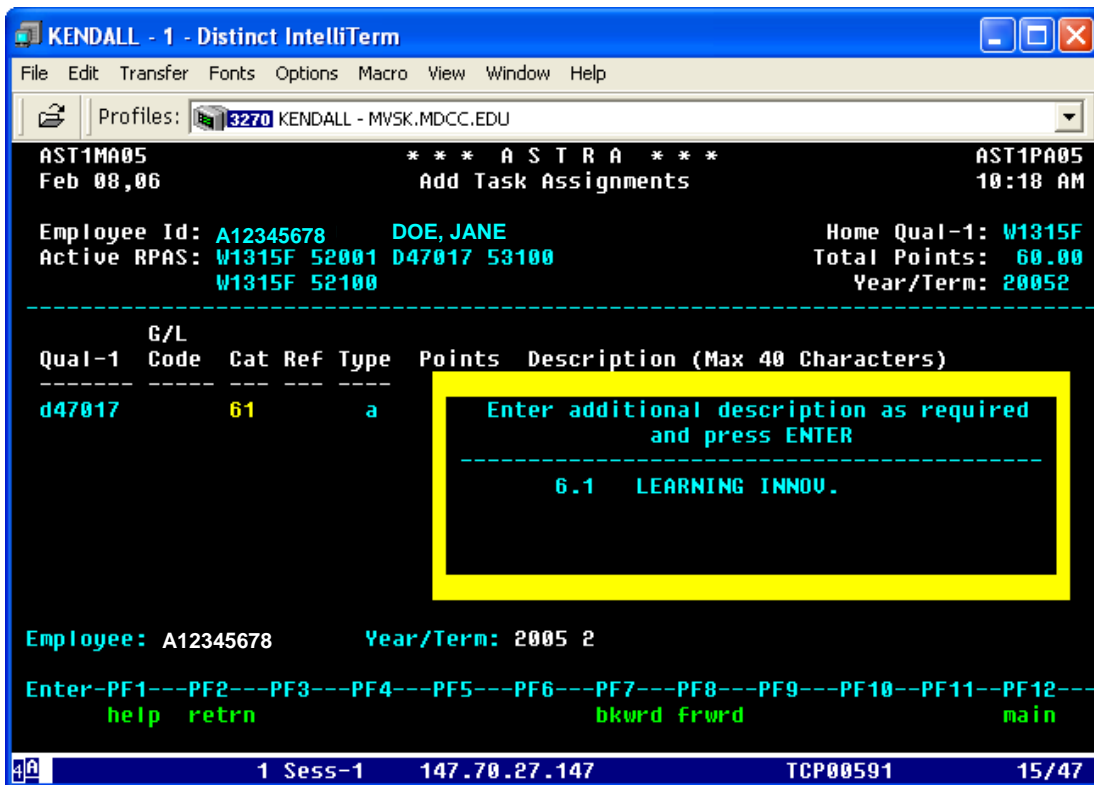 KENDALL - 1 - Distinct IntelliTerm
File Edit Transfer Fonts Options Macro View Window Help
Profiles: 3270 KENDALL - MVSK.MDCC.EDU
AST1MA05 * * * A S T R A * * * AST1PA05
Feb 08,06 Add Task Assignments 10:18 AM
Employee Id: A12345678 DOE, JANE Home Qual-1: W1315F
Active RPAS: W1315F 52001 D47017 53100 Total Points: 60.00
W1315F 52100 Year/Term: 20052
G/L
Qual-1 Code Cat Ref Type Points Description (Max 40 Characters)
------- ----- --- --- ----
d47017 61 a Enter additional description as required
and press ENTER
-------------------------------------------
6.1 LEARNING INNOV.
Employee: A12345678 Year/Term: 2005 2
Enter-PF1---PF2---PF3---PF4---PF5---PF6---PF7---PF8---PF9---PF10--PF11--PF12---
help retrn bkwrd frwrd main
4A 1 Sess-1 147.70.27.147 TCP00591 15/47